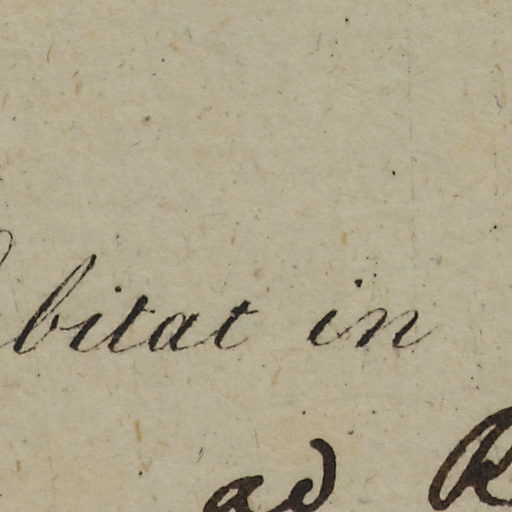 bitat in
ad R